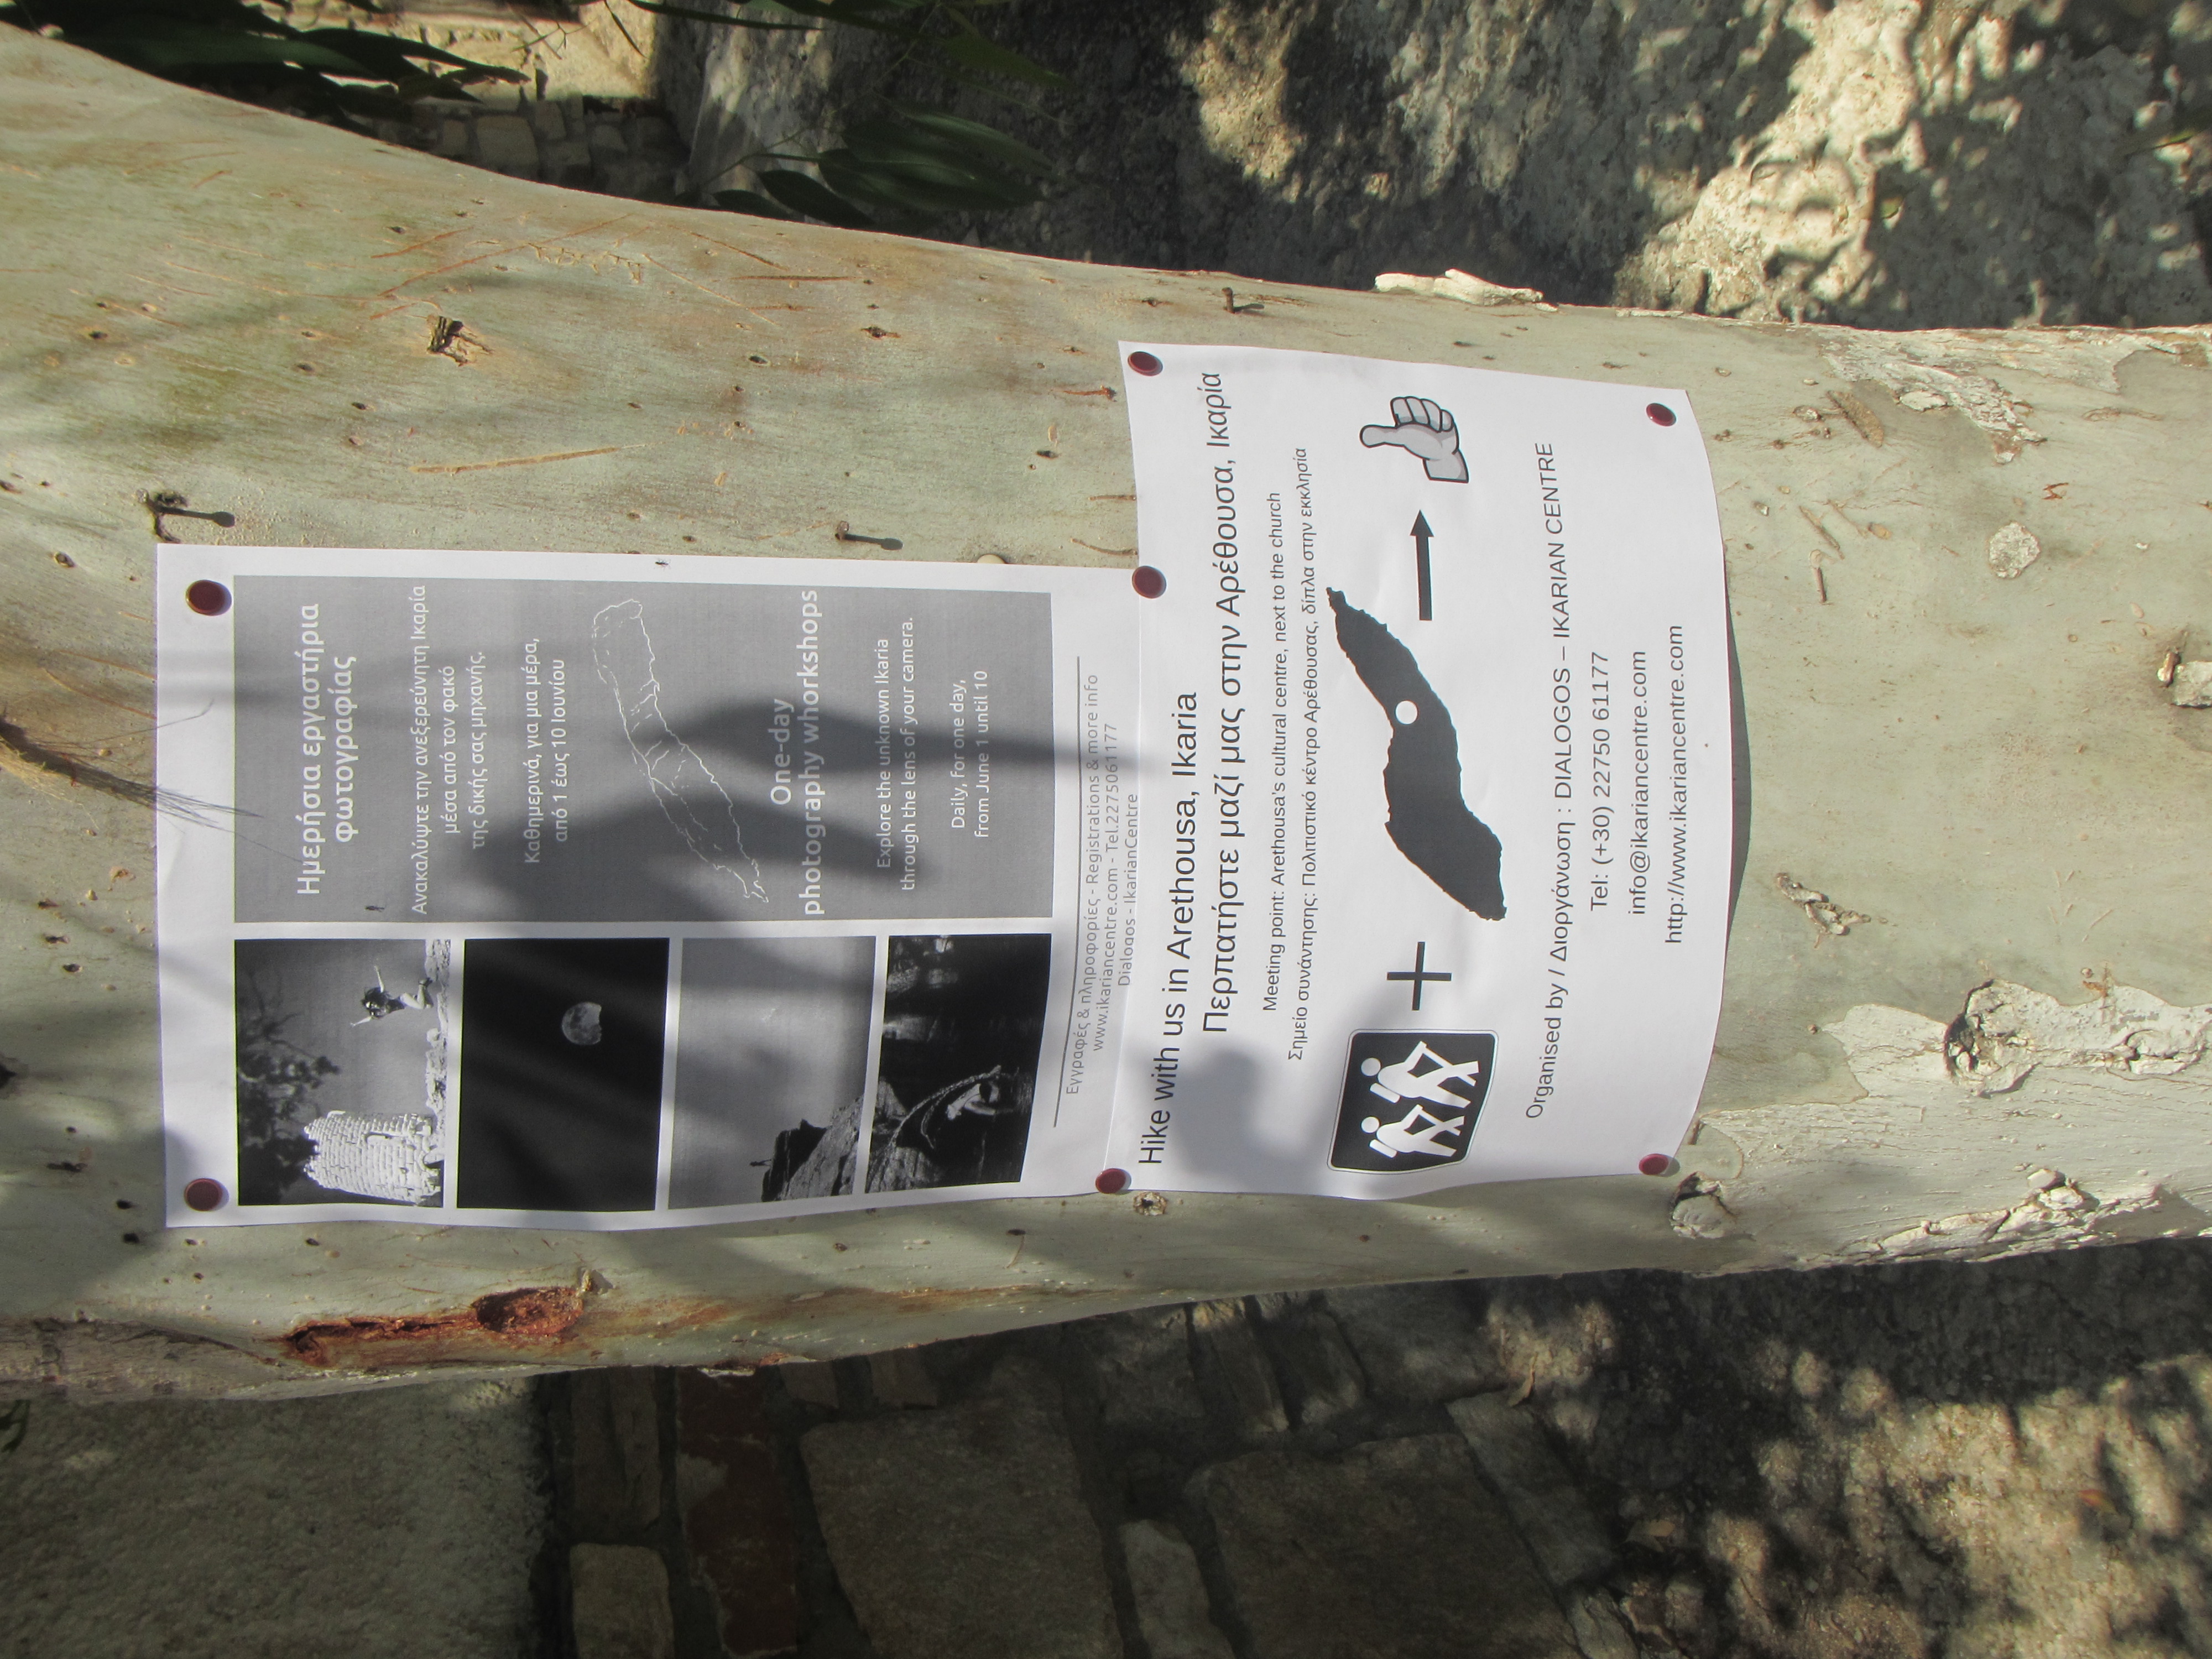 Ημερήσια εργαστήρια
φωτογραφίας
Ανακαλύψτε την ανεξερεύνητη Ικαρία
μέσα από τον φακό
της δικής σας μηχανής.
Καθημερινά, για μια μέρα,
από 1 έως 10 Ιουνίου
One-day
photography whorkshops
Explore the unknown Ikaria
through the lens of your camera.
Daily, for one day,
from June 1 until 10
Εγγραφές & πληροφορίες - Registrations & more info
www.ikariancentre.com - Tel.2275061177
Dialogos - IkarianCentre
Hike with us in Arethousa, Ikaria
Περπατήστε μαζί μας στην Αρέθουσα, Ικαρία
Meeting point: Arethousa's cultural centre, next to the church
Σημείο συνάντησης: Πολιτιστικό κέντρο Αρέθουσας, δίπλα στην εκκλησία
Organised by / Διοργάνωση : DIALOGOS – IKARIAN CENTRE
Tel: (+30) 22750 61177
info@ikariancentre.com
http://www.ikariancentre.com